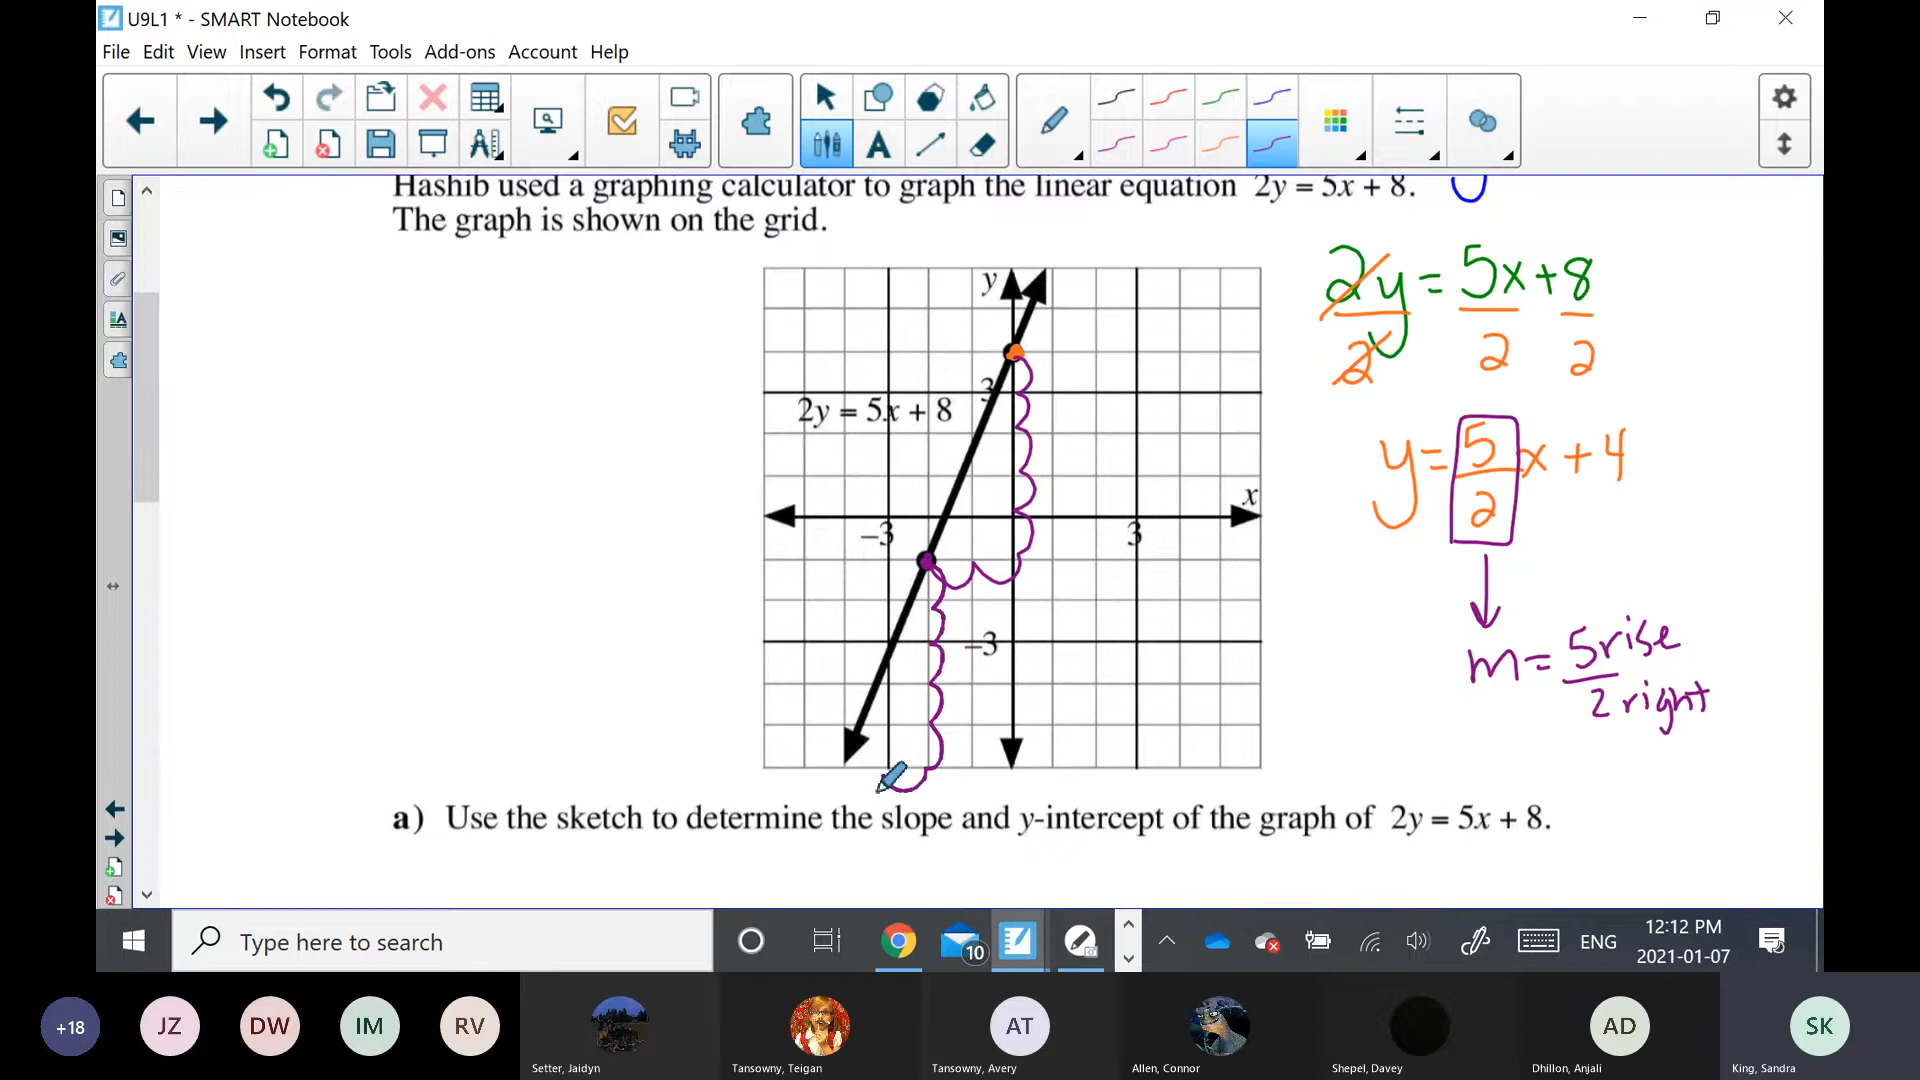 U9L1 * - SMART Notebook
File Edit View Insert Format Tools Add-ons Account Help
Hashib used a graphing calculator to graph the linear equation 2y = 5x + 8.
The graph is shown on the grid.
y
3
2y = 5x + 8
x
–3
3
–3
2y = 5x + 8
2 2 2
y = 5/2 x + 4
m = 5 rise
2 right
a) Use the sketch to determine the slope and y-intercept of the graph of 2y = 5x + 8.
Type here to search
10
ENG
12:12 PM
2021-01-07
+18
JZ
DW
IM
RV
AT
AD
SK
Setter, Jaidyn
Tansowny, Teigan
Tansowny, Avery
Allen, Connor
Shepel, Davey
Dhillon, Anjali
King, Sandra